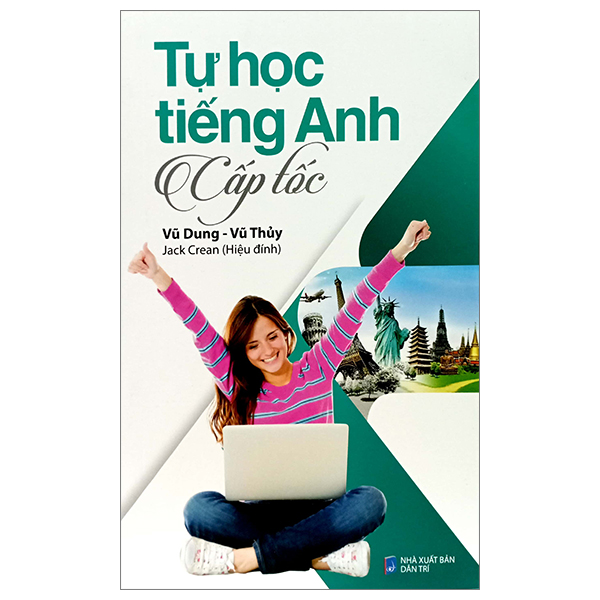 Tự học
tiếng Anh
Cấp tốc
Vũ Dung - Vũ Thủy
Jack Crean (Hiệu đính)
NHÀ XUẤT BẢN
DÂN TRÍ